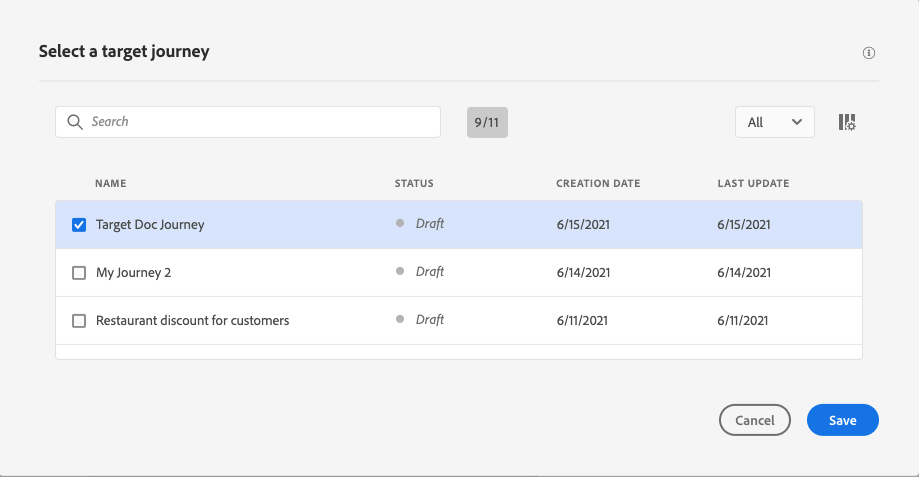 Select a target journey
Search
9/11
All
NAME STATUS CREATION DATE LAST UPDATE
Target Doc Journey Draft 6/15/2021 6/15/2021
My Journey 2 Draft 6/14/2021 6/14/2021
Restaurant discount for customers Draft 6/11/2021 6/11/2021
Cancel Save